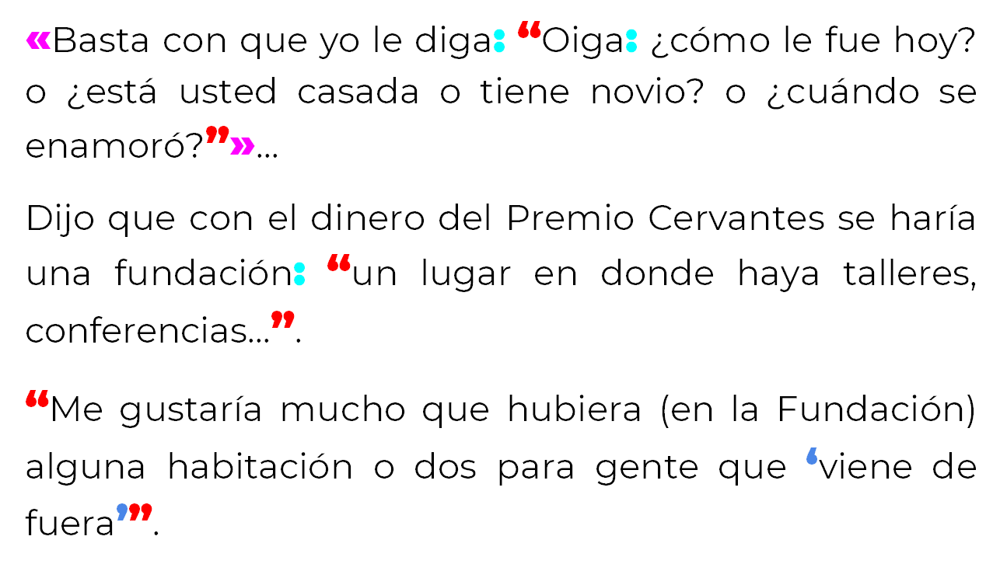 «Basta con que yo le diga: “Oiga: ¿cómo le fue hoy?
o ¿está usted casada o tiene novio? o ¿cuándo se
enamoró?”»...
Dijo que con el dinero del Premio Cervantes se haría
una fundación: “un lugar en donde haya talleres,
conferencias...”.
“Me gustaría mucho que hubiera (en la Fundación)
alguna habitación o dos para gente que ‘viene de
fuera’”.